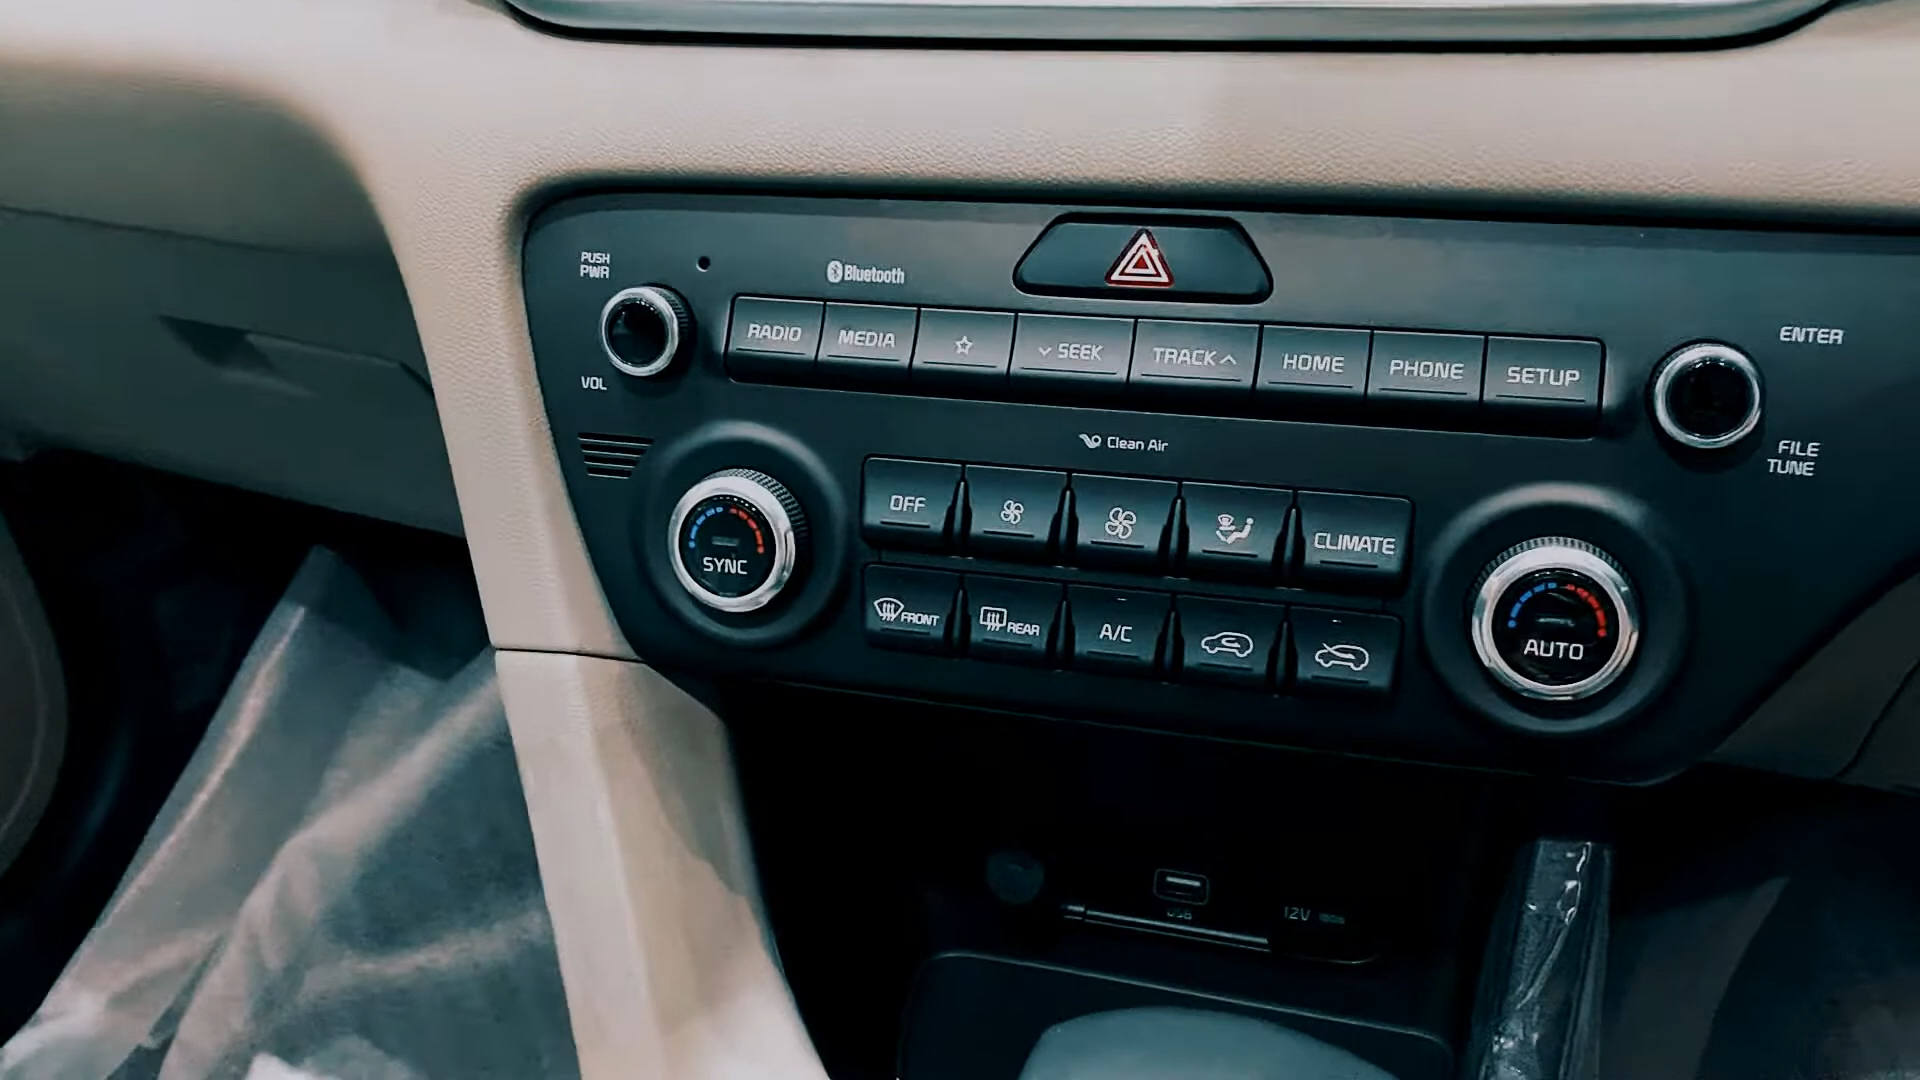 PUSH
PWR
Bluetooth
VOL
RADIO
MEDIA
SEEK
TRACK
HOME
PHONE
SETUP
ENTER
FILE
TUNE
Clean Air
SYNC
OFF
CLIMATE
FRONT
REAR
A/C
AUTO
USB
12V